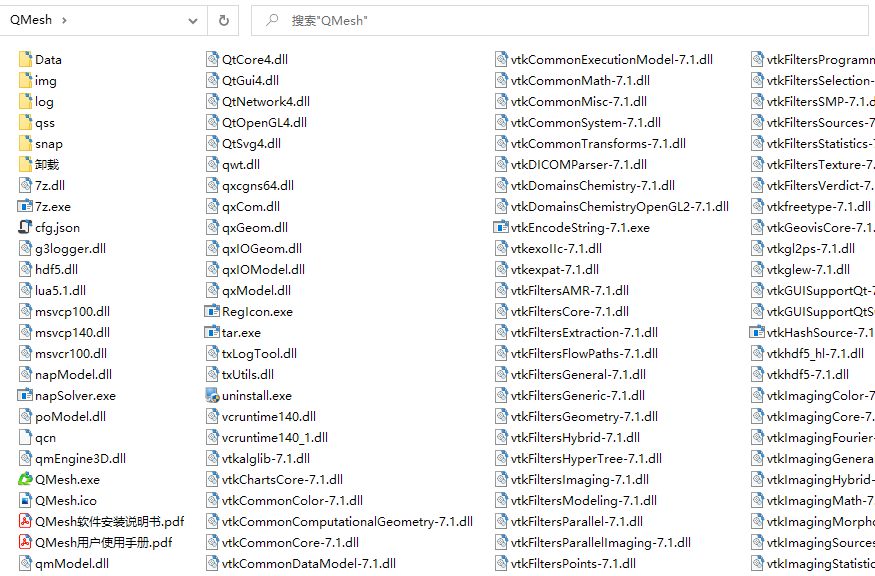 QMesh
搜索"QMesh"
Data
img
log
qss
snap
卸载
7z.dll
7z.exe
cfg.json
g3logger.dll
hdf5.dll
lua5.1.dll
msvcp100.dll
msvcp140.dll
msvcr100.dll
napModel.dll
napSolver.exe
poModel.dll
qcn
qmEngine3D.dll
QMesh.exe
QMesh.ico
QMesh软件安装说明书.pdf
QMesh用户使用手册.pdf
qmModel.dll
QtCore4.dll
QtGui4.dll
QtNetwork4.dll
QtOpenGL4.dll
QtSvg4.dll
qwt.dll
qxcgns64.dll
qxCom.dll
qxGeom.dll
qxIOGeom.dll
qxIOModel.dll
qxModel.dll
RegIcon.exe
tar.exe
txLogTool.dll
txUtils.dll
uninstall.exe
vcruntime140.dll
vcruntime140_1.dll
vtkalglib-7.1.dll
vtkChartsCore-7.1.dll
vtkCommonColor-7.1.dll
vtkCommonComputationalGeometry-7.1.dll
vtkCommonCore-7.1.dll
vtkCommonDataModel-7.1.dll
vtkCommonExecutionModel-7.1.dll
vtkCommonMath-7.1.dll
vtkCommonMisc-7.1.dll
vtkCommonSystem-7.1.dll
vtkCommonTransforms-7.1.dll
vtkDICOMParser-7.1.dll
vtkDomainsChemistry-7.1.dll
vtkDomainsChemistryOpenGL2-7.1.dll
vtkEncodeString-7.1.exe
vtkexoIIc-7.1.dll
vtkexpat-7.1.dll
vtkFiltersAMR-7.1.dll
vtkFiltersCore-7.1.dll
vtkFiltersExtraction-7.1.dll
vtkFiltersFlowPaths-7.1.dll
vtkFiltersGeneral-7.1.dll
vtkFiltersGeneric-7.1.dll
vtkFiltersGeometry-7.1.dll
vtkFiltersHybrid-7.1.dll
vtkFiltersHyperTree-7.1.dll
vtkFiltersImaging-7.1.dll
vtkFiltersModeling-7.1.dll
vtkFiltersParallel-7.1.dll
vtkFiltersParallelImaging-7.1.dll
vtkFiltersPoints-7.1.dll
vtkFiltersProgramm
vtkFiltersSelection-
vtkFiltersSMP-7.1.d
vtkFiltersSources-7
vtkFiltersStatistics-
vtkFiltersTexture-7.
vtkFiltersVerdict-7.
vtkfreetype-7.1.dll
vtkGeovisCore-7.1.
vtkgl2ps-7.1.dll
vtkglew-7.1.dll
vtkGUISupportQt-7
vtkGUISupportQtS
vtkHashSource-7.1
vtkhdf5_hl-7.1.dll
vtkhdf5-7.1.dll
vtkImagingColor-7
vtkImagingCore-7.
vtkImagingFourier-
vtkImagingGenera
vtkImagingHybrid-
vtkImagingMath-7.
vtkImagingMorpho
vtkImagingSources
vtkImagingStatistic